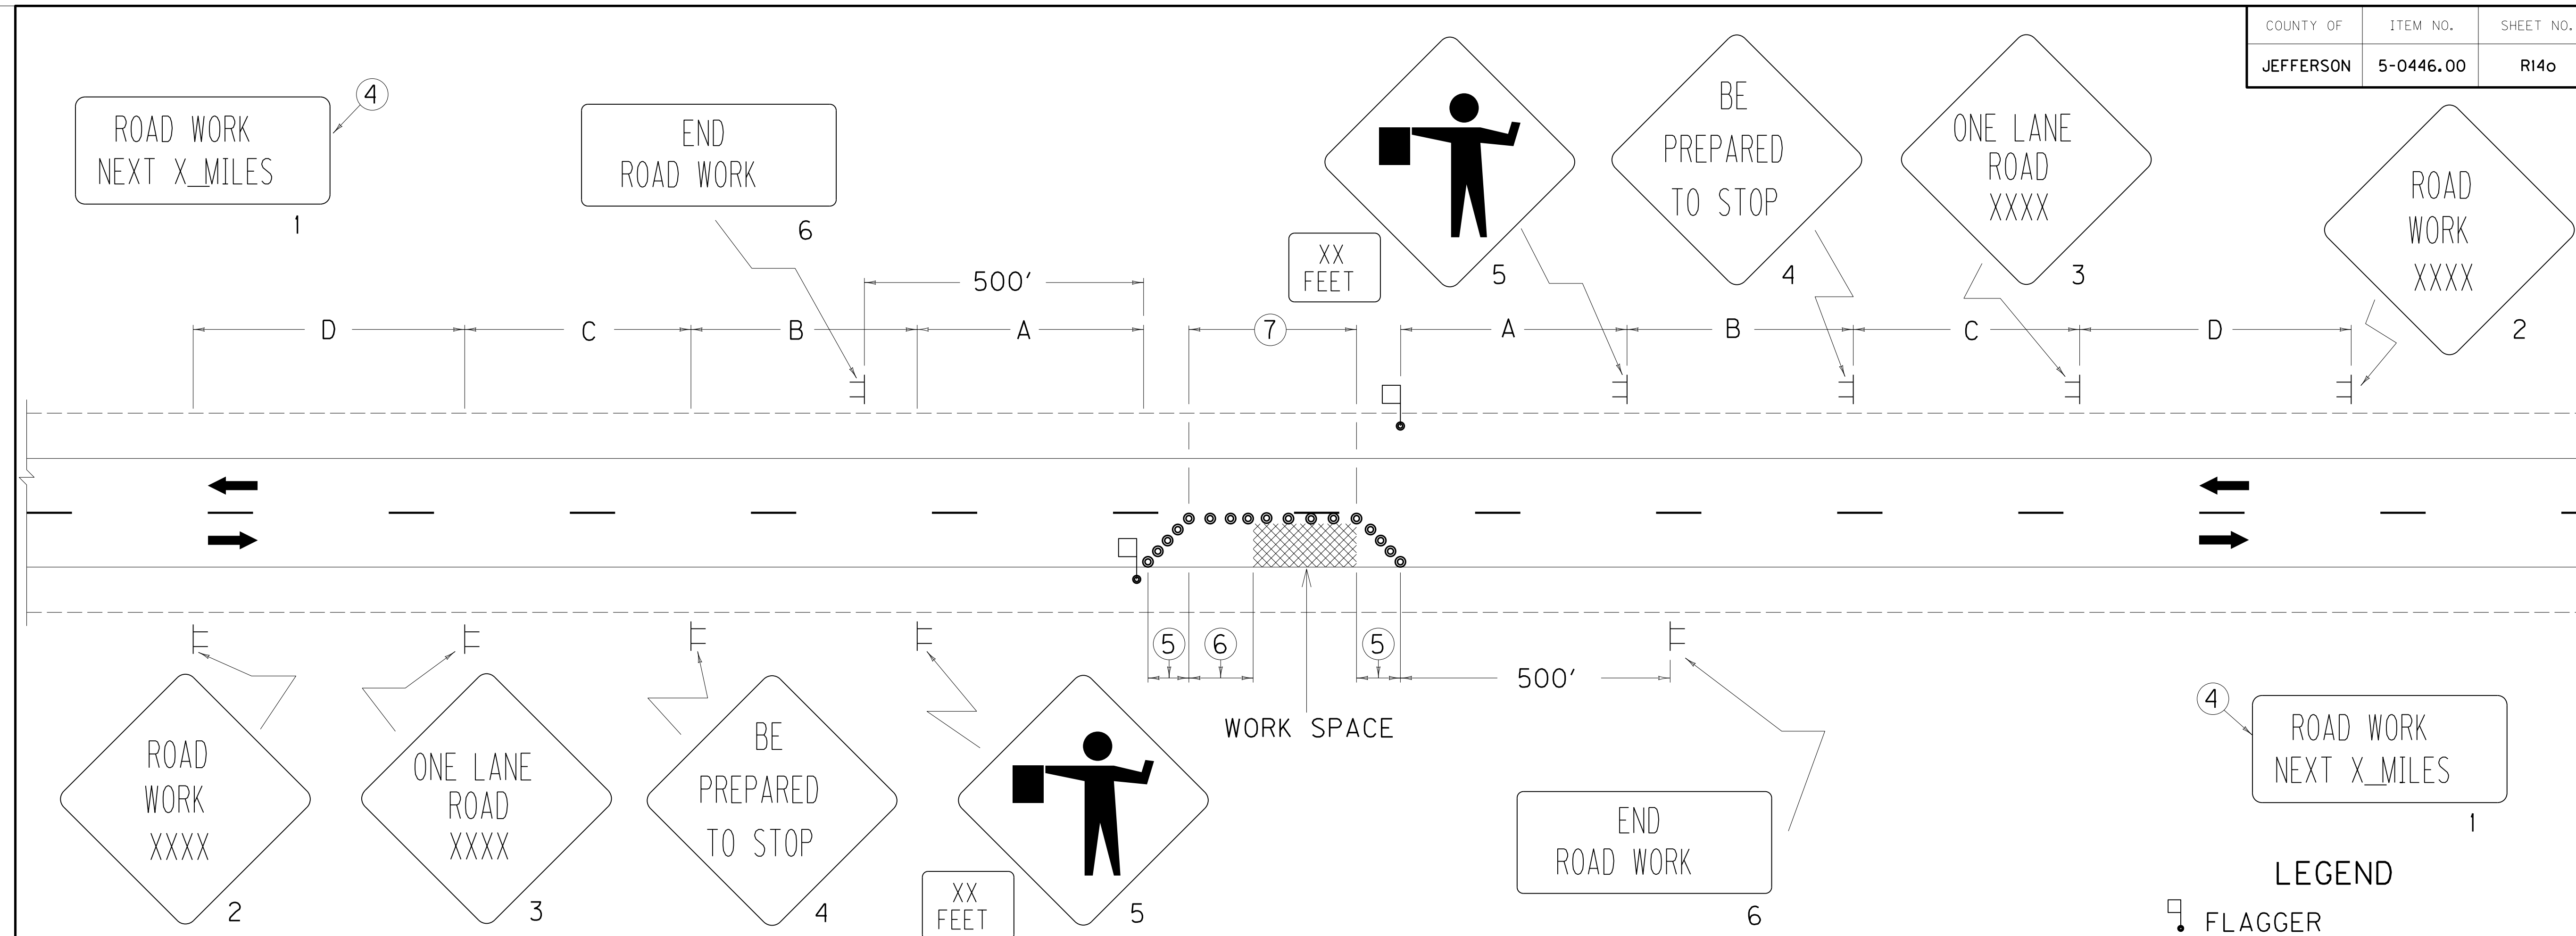 COUNTY OF ITEM NO. SHEET NO.
JEFFERSON 5-0446.00 R14o
ROAD WORK
NEXT X_MILES
1
4
END
ROAD WORK
6
XX
FEET
5
BE
PREPARED
TO STOP
4
ONE LANE
ROAD
XXXX
3
ROAD
WORK
XXXX
2
500'
D C B A 7 A B C D
5 6 5
500'
WORK SPACE
ROAD
WORK
XXXX
2
ONE LANE
ROAD
XXXX
3
BE
PREPARED
TO STOP
4
XX
FEET
5
END
ROAD WORK
6
4
ROAD WORK
NEXT X_MILES
1
LEGEND
FLAGGER